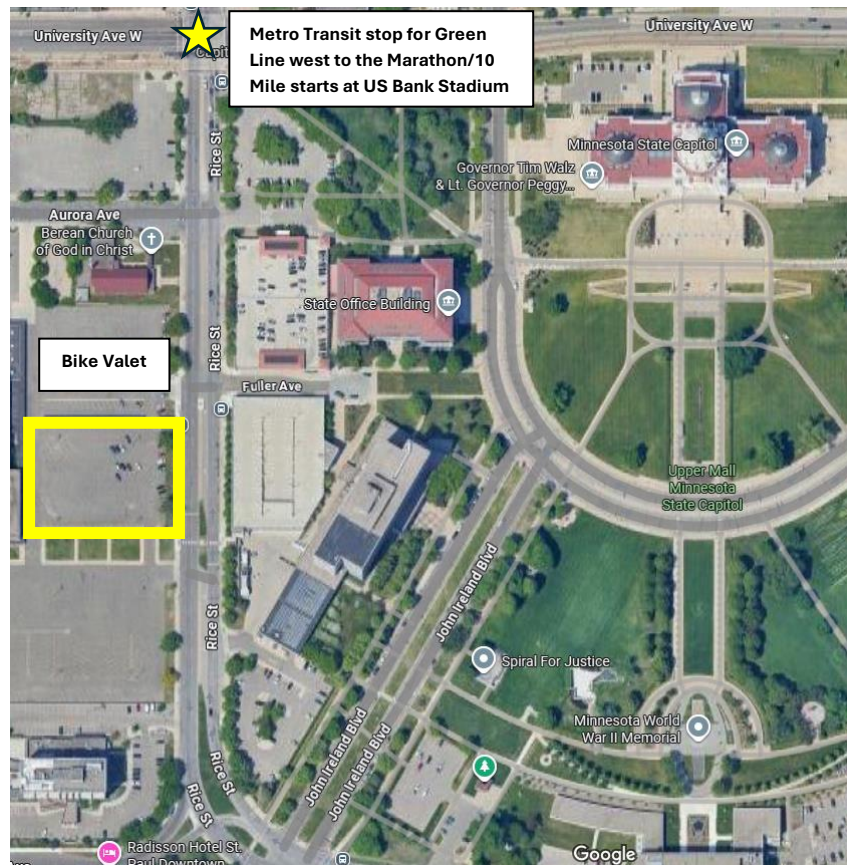 University Ave W
Metro Transit stop for Green
Line west to the Marathon/10
Mile starts at US Bank Stadium
University Ave W
Rice St
Minnesota State Capitol
Governor Tim Walz
& Lt. Governor Peggy...
Aurora Ave
Berean Church
of God in Christ
State Office Building
Rice St
Bike Valet
Fuller Ave
Upper Mall
Minnesota
State Capitol
John Ireland Blvd
Rice St
Spiral For Justice
Minnesota World
War II Memorial
John Ireland Blvd
John Ireland Blvd
Rice St
Rice St
Radisson Hotel St.
Paul Downtown
Google